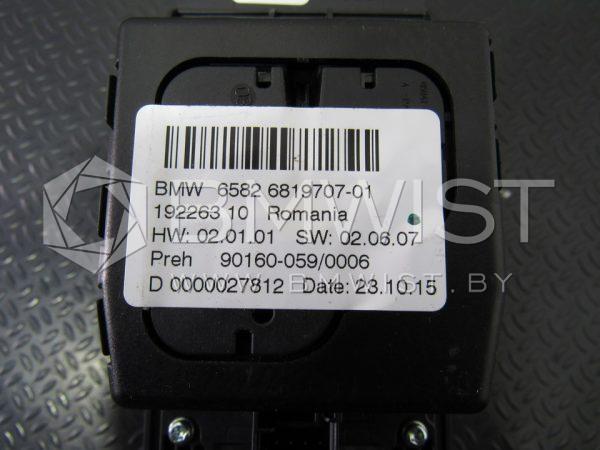 BMW 6582 6819707-01
192263 10 Romania
HW: 02.01.01 SW: 02.06.07
Preh 90160-059/0006
D 0000027812 Date: 23.10.15
BMWIST
WWW.BMWIST.BY